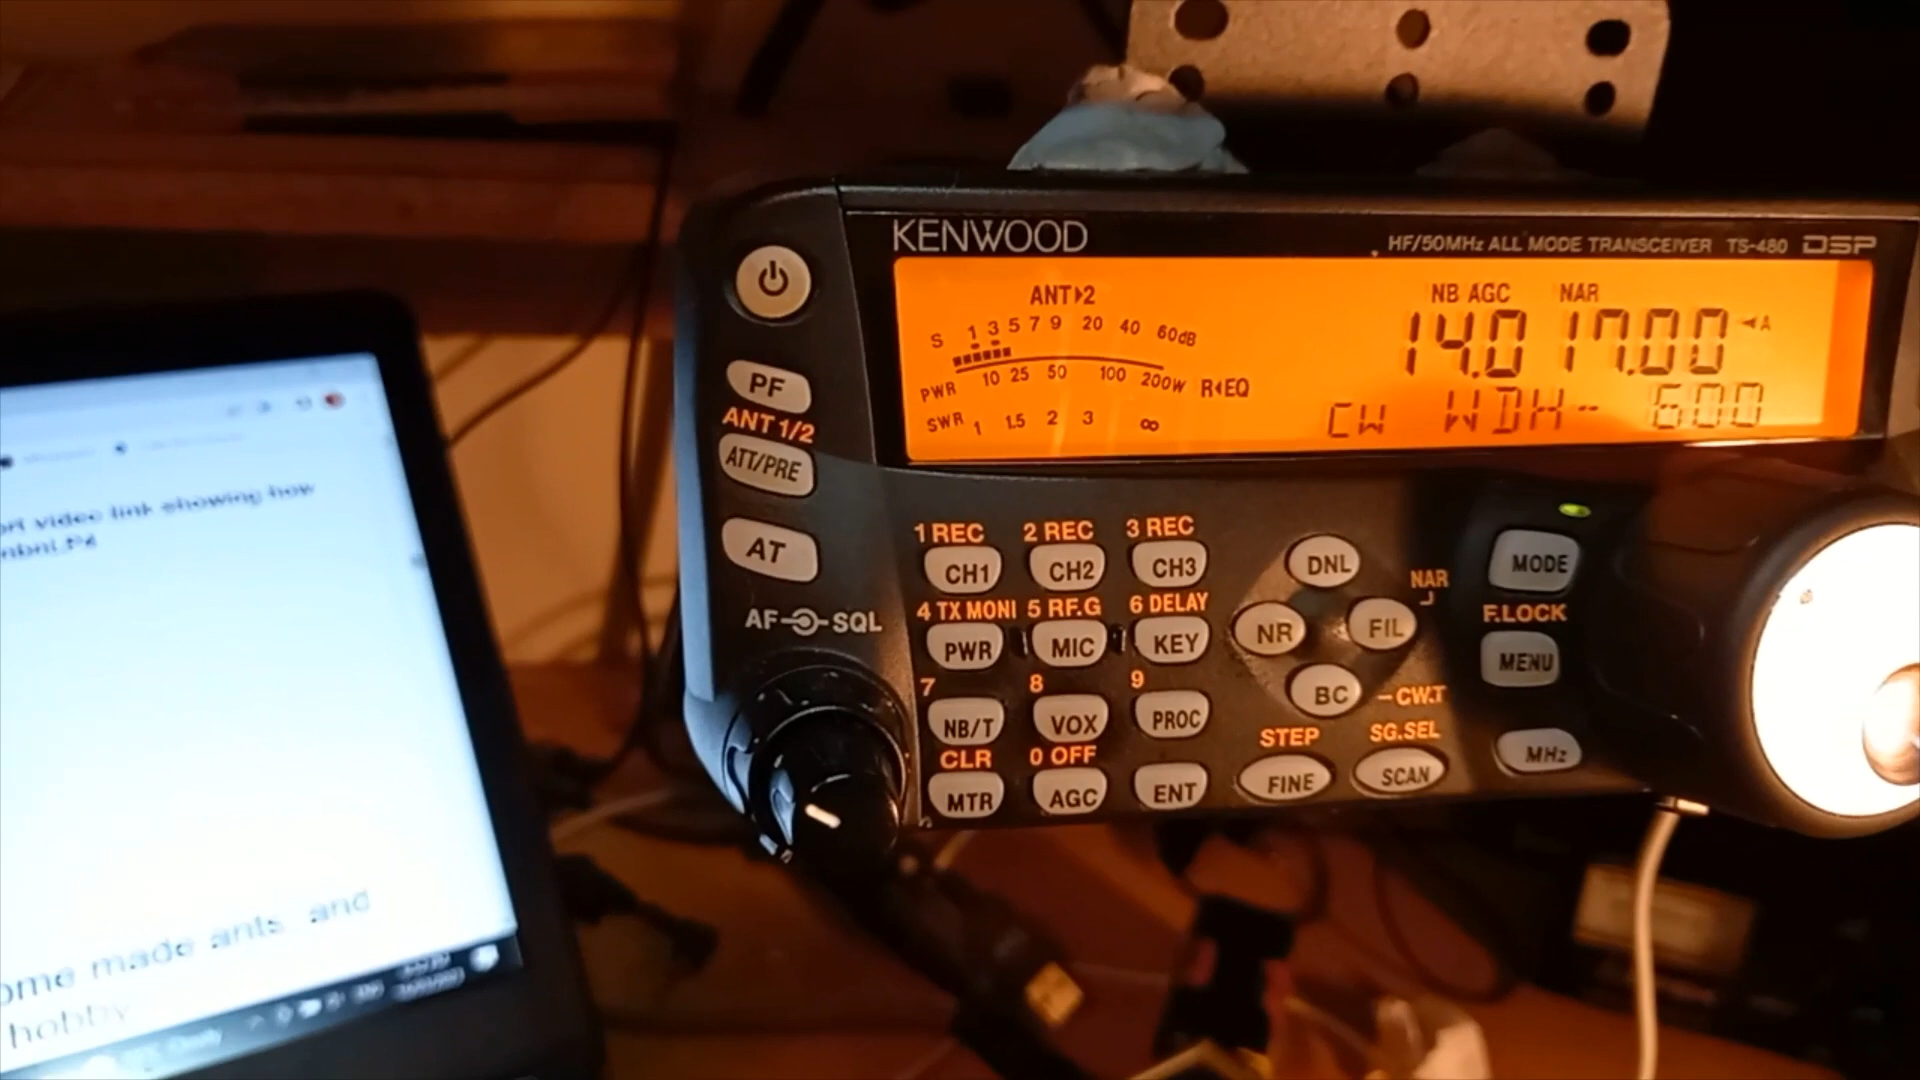 KENWOOD
HF/50MHz ALL MODE TRANSCEIVER TS-480 DSP
ANT▶2
NB AGC NAR
S 1 3 5 7 9 20 40 60dB
14.017.00 ◄A
PWR 10 25 50 100 200W R◄EQ
SWR 1 1.5 2 3 ∞
CW WDH- 600
PF
ANT 1/2
ATT/PRE
AT
AF SQL
1 REC 2 REC 3 REC
CH1 CH2 CH3
4 TX MONI 5 RF.G 6 DELAY
PWR MIC KEY
7 8 9
NB/T VOX PROC
CLR 0 OFF
MTR AGC ENT
DNL
NAR
NR FIL
BC -CW.T
STEP SG.SEL
FINE SCAN
MODE
F.LOCK
MENU
MHz
video link showing how
ome made ants and
hobby